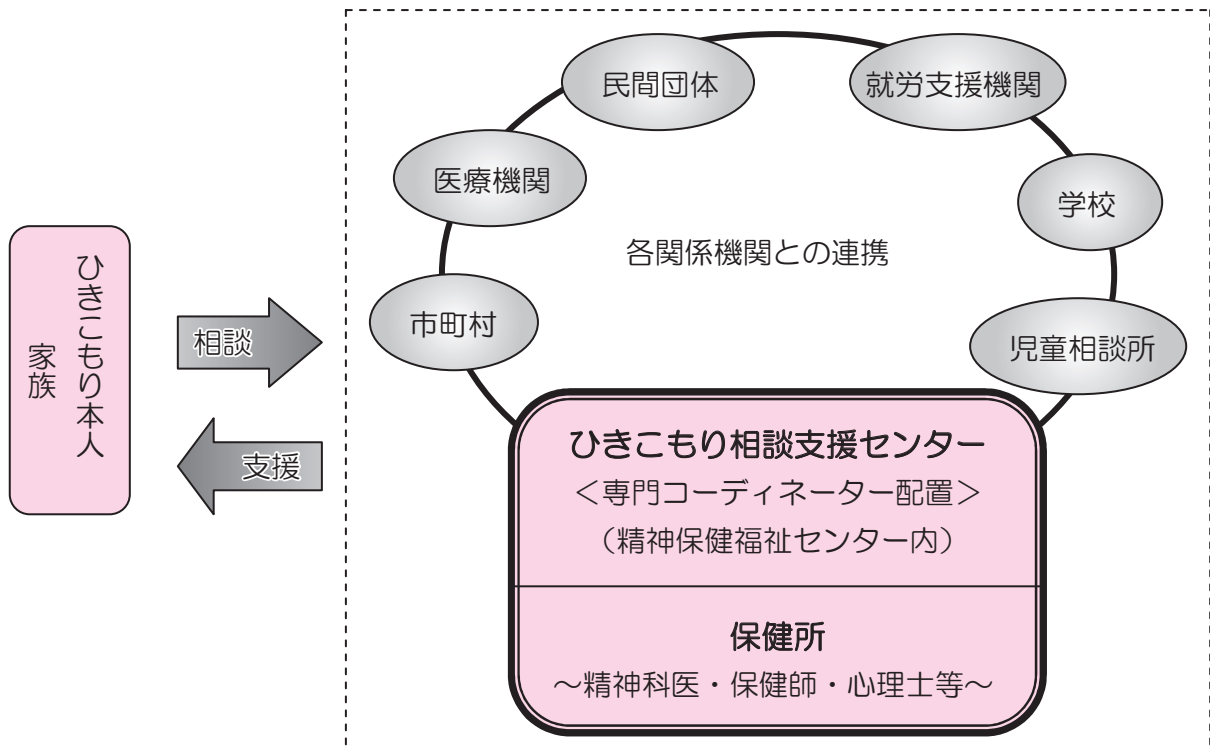 ひきこもり本人
家族
相談
支援
民間団体
就労支援機関
医療機関
学校
各関係機関との連携
市町村
児童相談所
ひきこもり相談支援センター
＜専門コーディネーター配置＞
（精神保健福祉センター内）
保健所
～精神科医・保健師・心理士等～